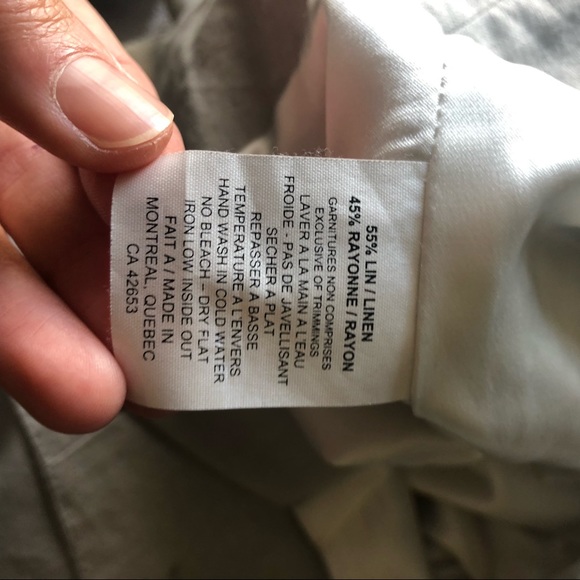 55% LIN / LINEN
45% RAYONNE / RAYON
GARNITURES NON COMPRISES
EXCLUSIVE OF TRIMMINGS
LAVER A LA MAIN A L'EAU
FROIDE - PAS DE JAVELLISANT
SECHER A PLAT
REPASSER A BASSE
TEMPERATURE A L'ENVERS
HAND WASH IN COLD WATER
NO BLEACH - DRY FLAT
IRON LOW INSIDE OUT
FAIT A / MADE IN
MONTREAL, QUEBEC
CA 42653